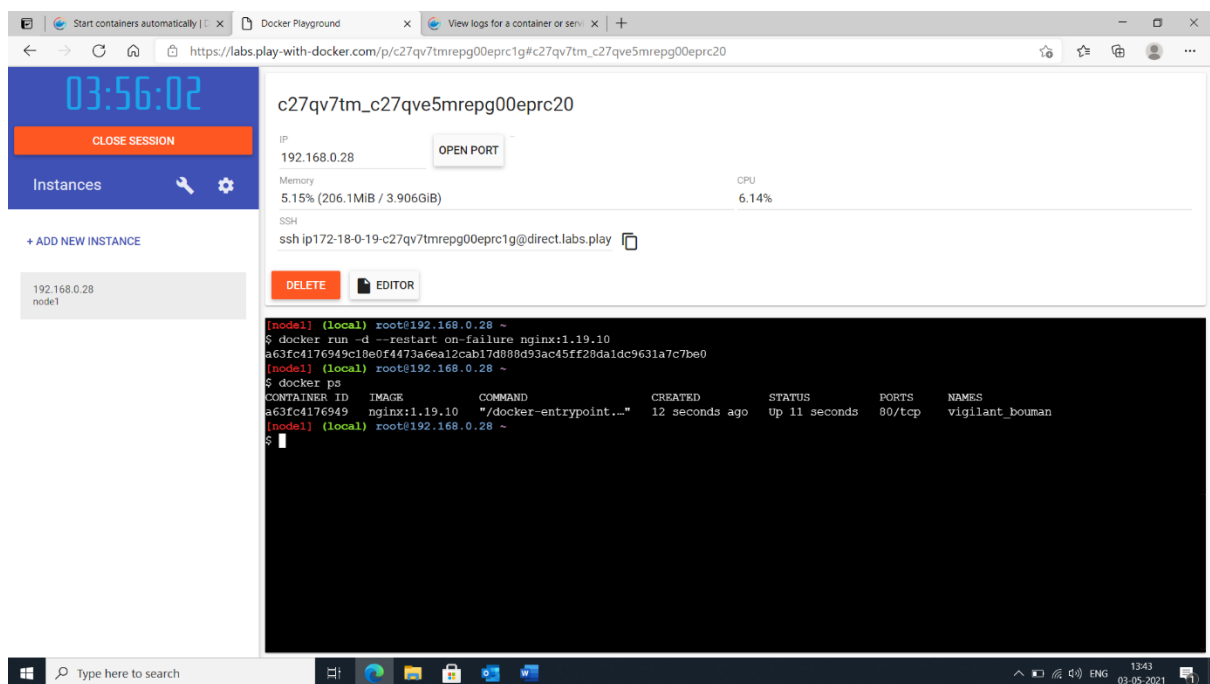 Start containers automatically | D
Docker Playground
View logs for a container or servi
https://labs.play-with-docker.com/p/c27qv7tmrepg00eprc1g#c27qv7tm_c27qve5mrepg00eprc20
03:56:02
CLOSE SESSION
Instances
+ ADD NEW INSTANCE
192.168.0.28
node1
c27qv7tm_c27qve5mrepg00eprc20
IP
192.168.0.28
OPEN PORT
Memory
5.15% (206.1MiB / 3.906GiB)
CPU
6.14%
SSH
ssh ip172-18-0-19-c27qv7tmrepg00eprc1g@direct.labs.play
DELETE
EDITOR
[node1] (local) root@192.168.0.28 ~
$ docker run -d --restart on-failure nginx:1.19.10
a63fc4176949c18e0f4473a6ea12cab17d888d93ac45ff28da1dc9631a7c7be0
[node1] (local) root@192.168.0.28 ~
$ docker ps
CONTAINER ID IMAGE COMMAND CREATED STATUS PORTS NAMES
a63fc4176949 nginx:1.19.10 "/docker-entrypoint.…" 12 seconds ago Up 11 seconds 80/tcp vigilant_bouman
[node1] (local) root@192.168.0.28 ~
$
Type here to search
ENG
13:43
03-05-2021